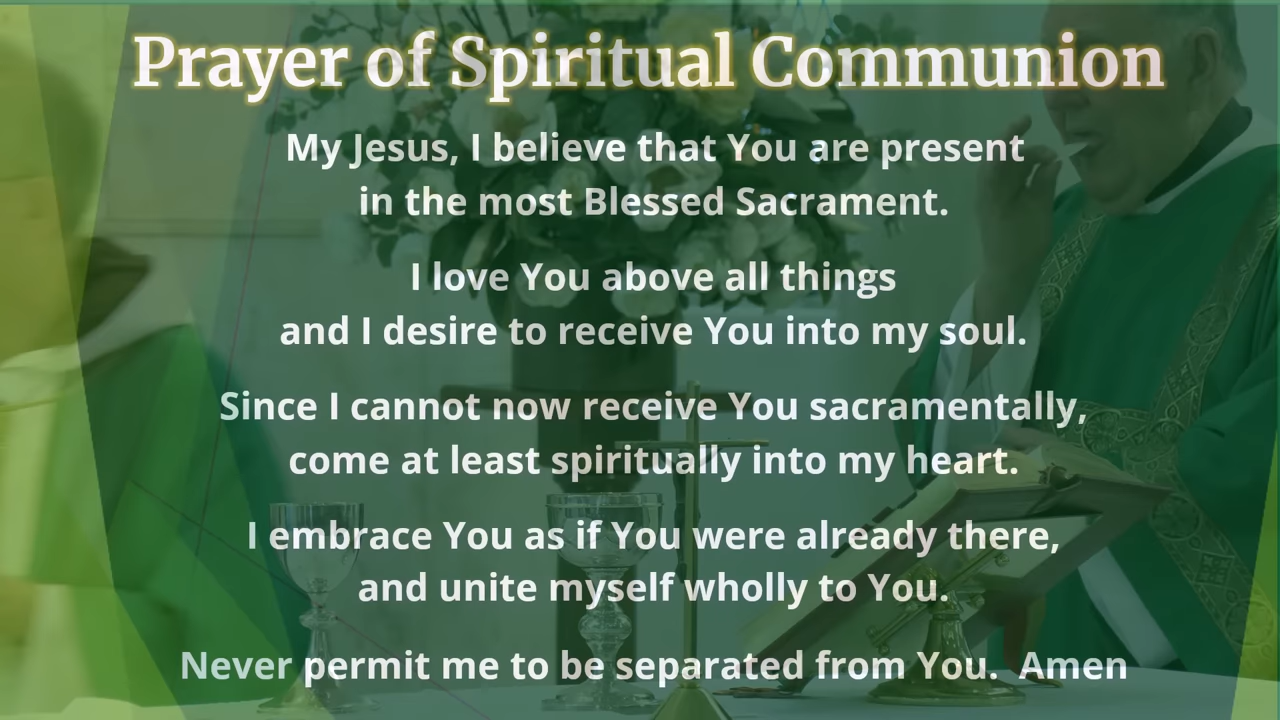 Prayer of Spiritual Communion
My Jesus, I believe that You are present
in the most Blessed Sacrament.
I love You above all things
and I desire to receive You into my soul.
Since I cannot now receive You sacramentally,
come at least spiritually into my heart.
I embrace You as if You were already there,
and unite myself wholly to You.
Never permit me to be separated from You.  Amen